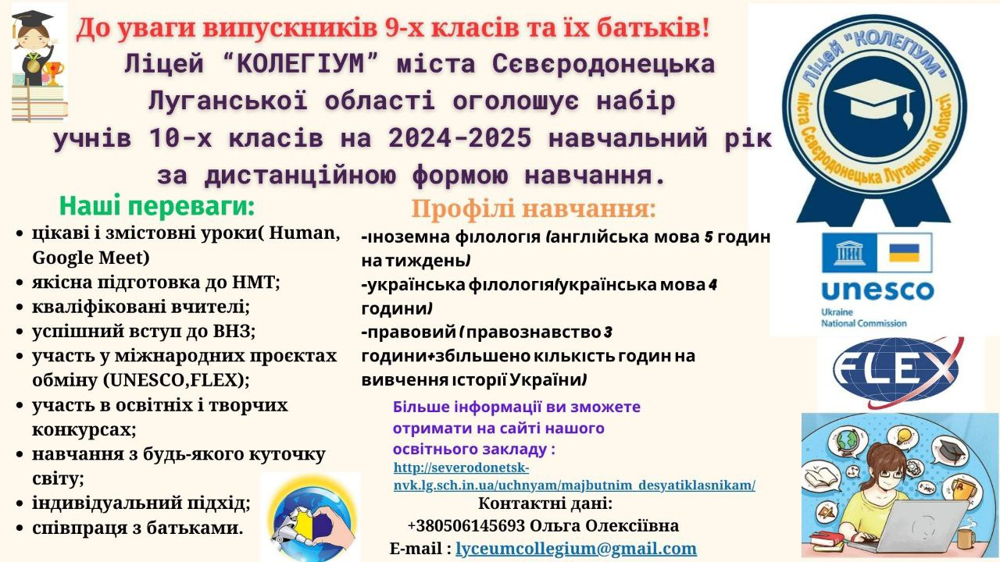 До уваги випускників 9-х класів та їх батьків!
Ліцей “КОЛЕГІУМ” міста Сєвєродонецька
Луганської області оголошує набір
учнів 10-х класів на 2024-2025 навчальний рік
за дистанційною формою навчання.
Наші переваги:
цікаві і змістовні уроки( Human,
Google Meet)
якісна підготовка до НМТ;
кваліфіковані вчителі;
успішний вступ до ВНЗ;
участь у міжнародних проєктах
обміну (UNESCO,FLEX);
участь в освітніх і творчих
конкурсах;
навчання з будь-якого куточку
світу;
індивідуальний підхід;
співпраця з батьками.
Профілі навчання:
-іноземна філологія (англійська мова 5 годин
на тиждень)
-українська філологія(українська мова 4
години)
-правовий ( правознавство 3
години+збільшено кількість годин на
вивчення історії України)
Більше інформації ви зможете
отримати на сайті нашого
освітнього закладу :
http://severodonetsk-
nvk.lg.sch.in.ua/uchnyam/majbutnim_desyatiklasnikam/
Контактні дані:
+380506145693 Ольга Олексіївна
E-mail : lyceumcollegium@gmail.com
Ліцей "КОЛЕГІУМ"
міста Сєвєродонецька Луганської області
unesco
Ukraine
National Commission
FLEX